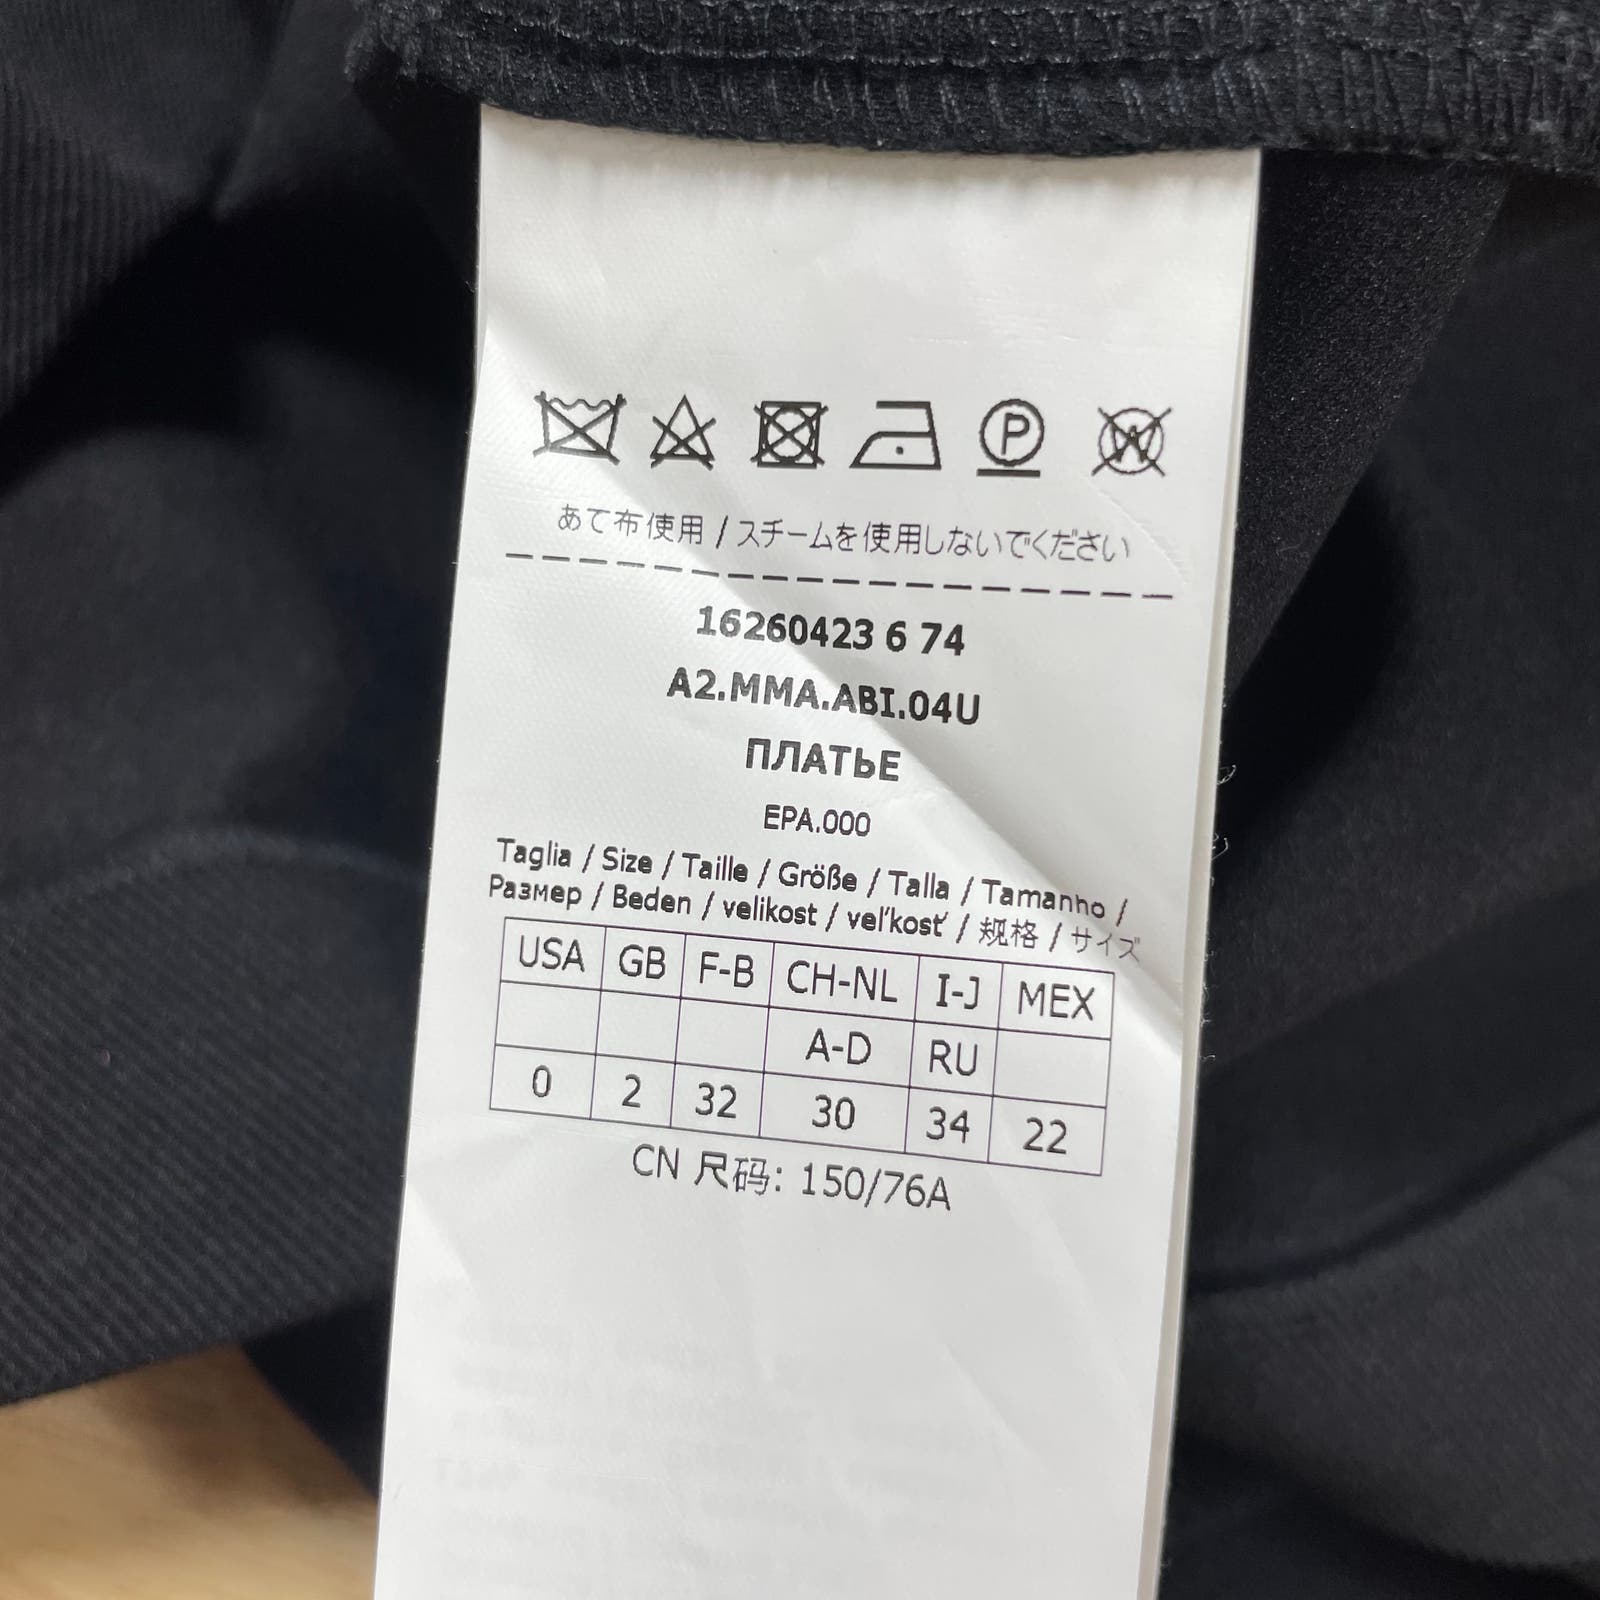 P W
あて布使用 / スチームを使用しないでください
16260423 6 74
A2.MMA.ABI.04U
ПЛАТЬЕ
EPA.000
Taglia / Size / Taille / Größe / Talla / Tamanho /
Размер / Beden / velikost / veľkosť / 规格 / サイズ
USA GB F-B CH-NL I-J MEX
A-D RU
0 2 32 30 34 22
CN 尺码: 150/76A